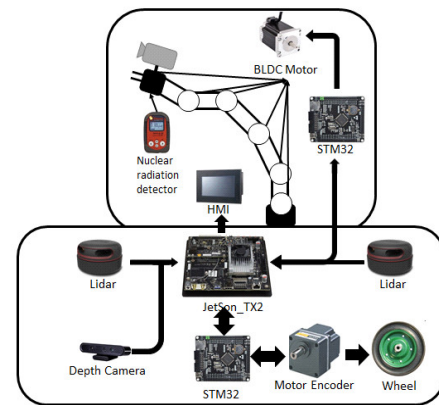 BLDC Motor
STM32
Nuclear
radiation
detector
HMI
Lidar
JetSon_TX2
Lidar
Depth Camera
STM32
Motor Encoder
Wheel